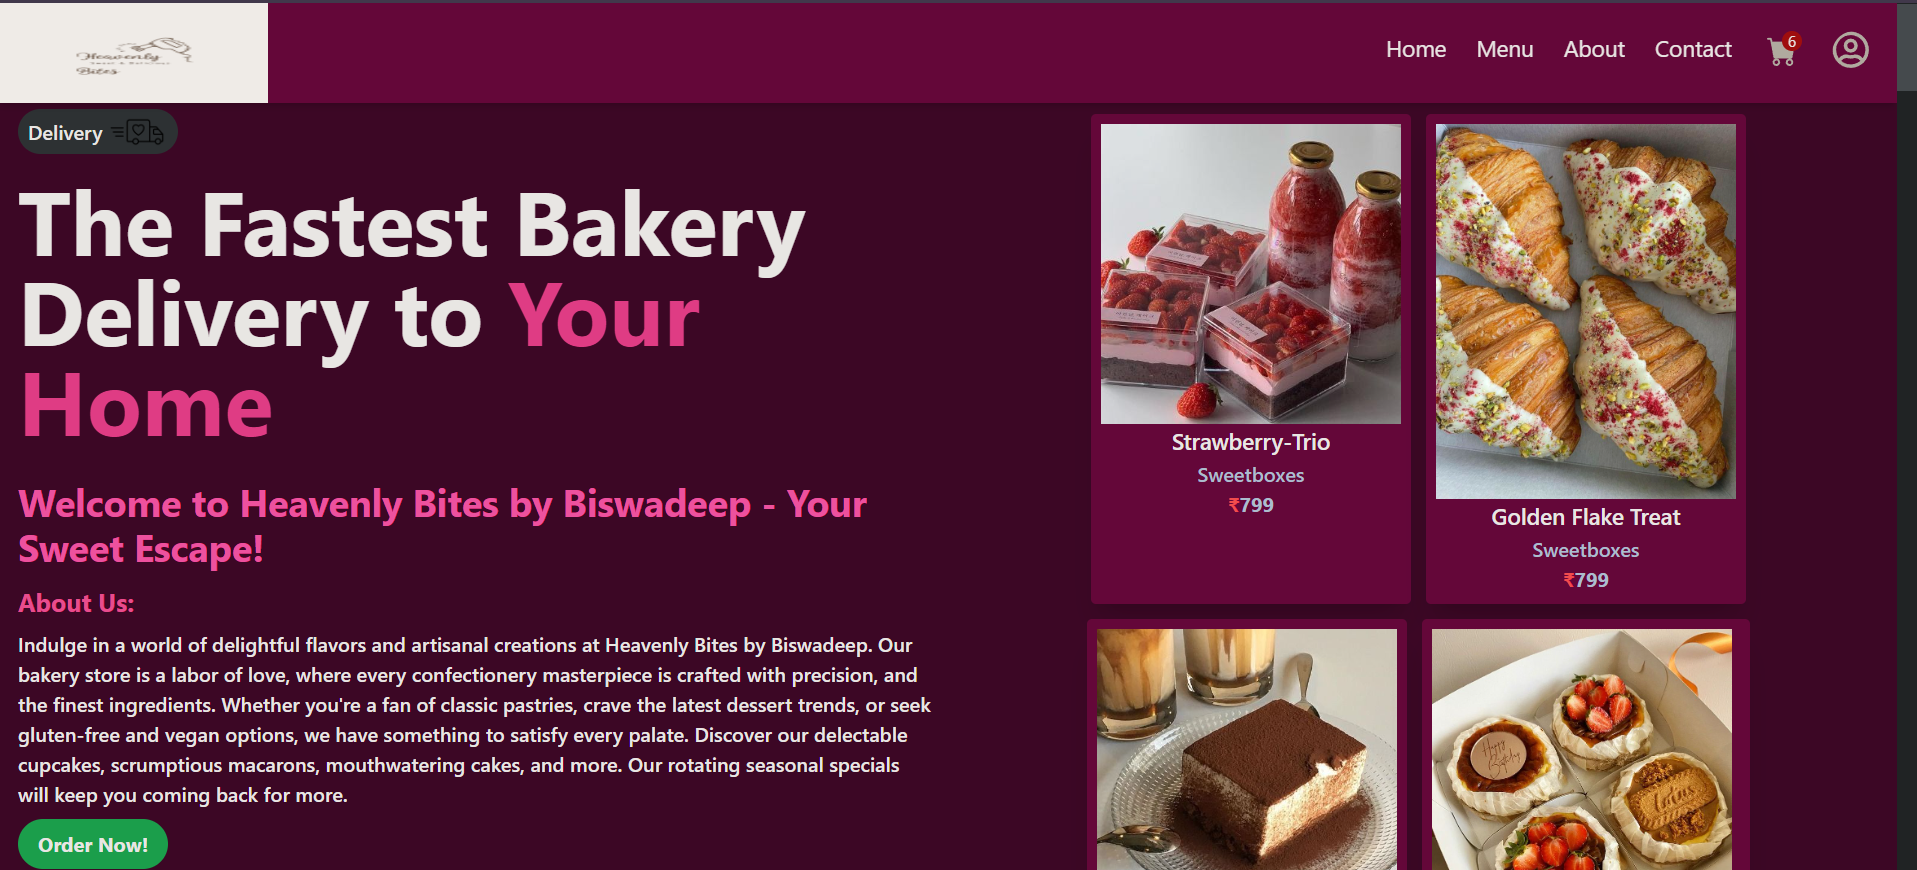 Heavenly
Bites
Home Menu About Contact 6
Delivery
The Fastest Bakery
Delivery to Your
Home
Welcome to Heavenly Bites by Biswadeep - Your
Sweet Escape!
About Us:
Indulge in a world of delightful flavors and artisanal creations at Heavenly Bites by Biswadeep. Our
bakery store is a labor of love, where every confectionery masterpiece is crafted with precision, and
the finest ingredients. Whether you're a fan of classic pastries, crave the latest dessert trends, or seek
gluten-free and vegan options, we have something to satisfy every palate. Discover our delectable
cupcakes, scrumptious macarons, mouthwatering cakes, and more. Our rotating seasonal specials
will keep you coming back for more.
Order Now!
Strawberry-Trio
Sweetboxes
₹799
Golden Flake Treat
Sweetboxes
₹799
Happy
Birthday
Lotus